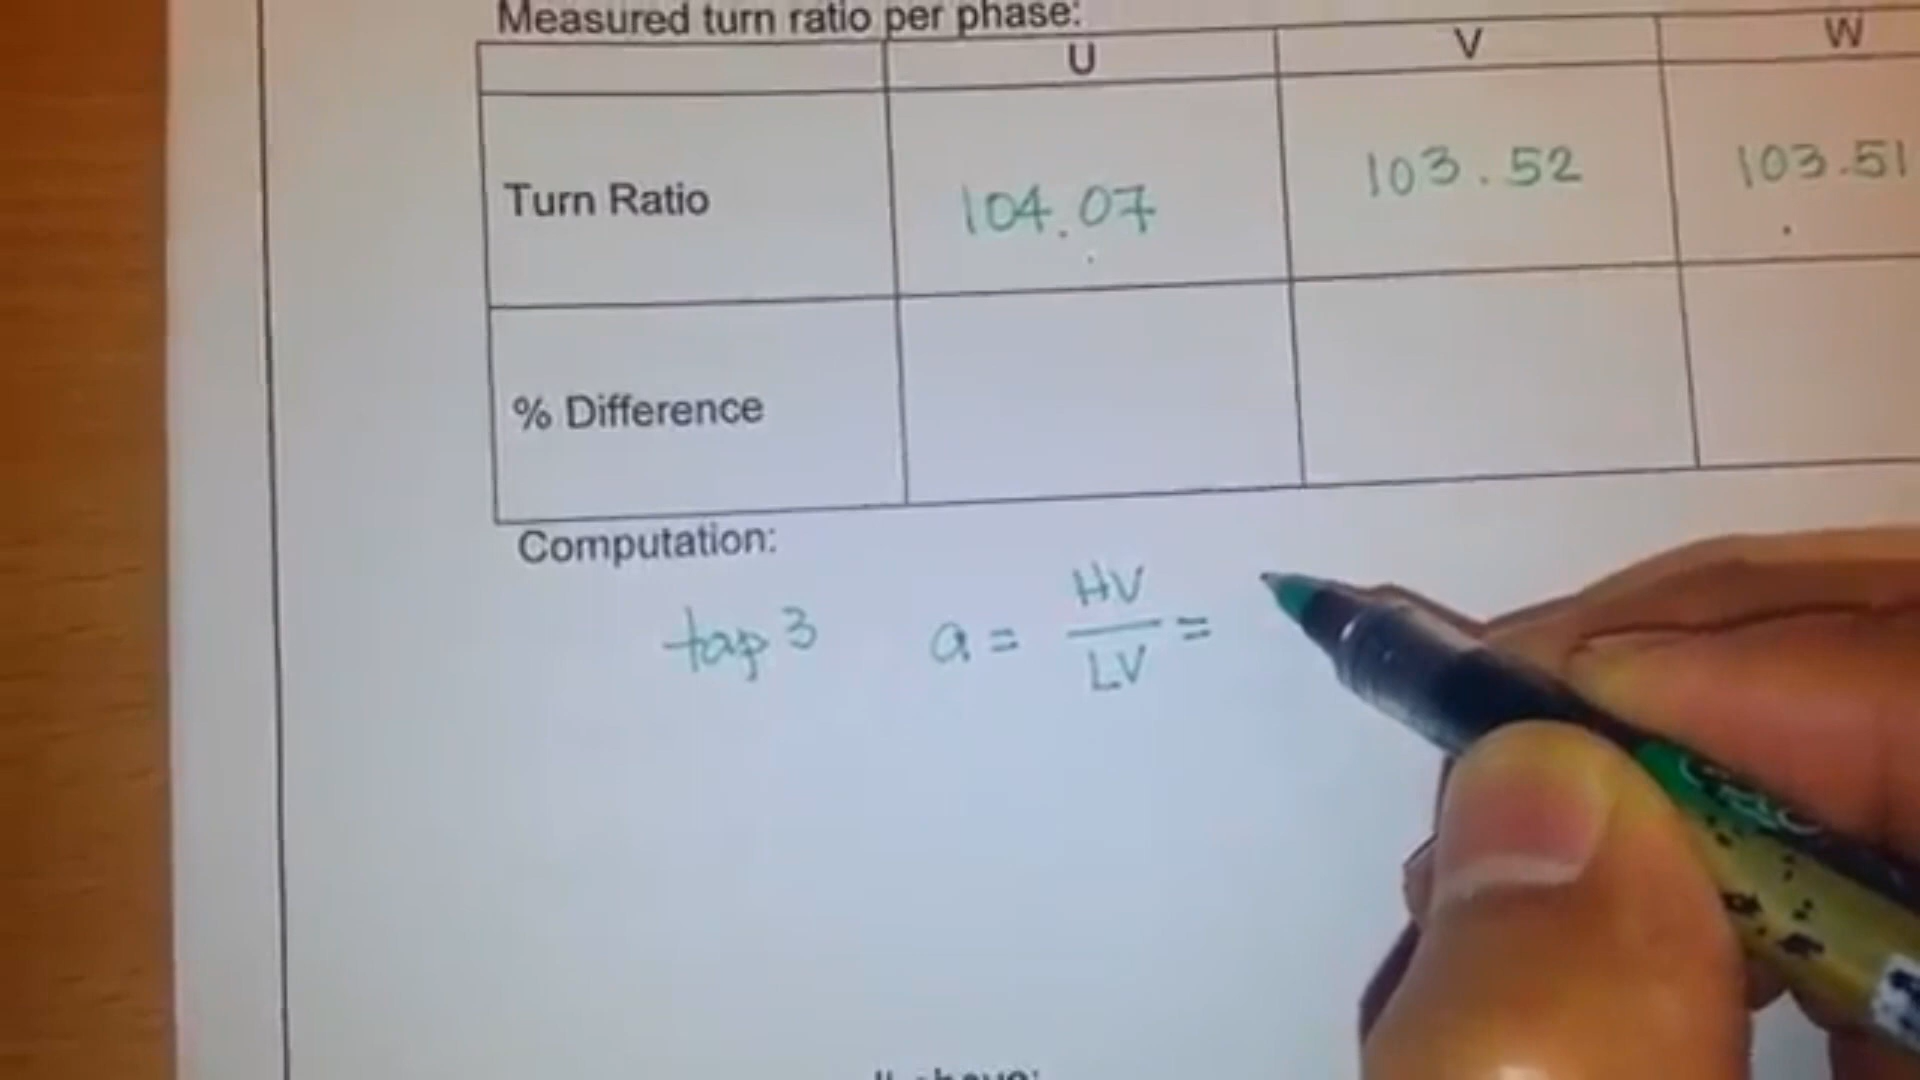 Measured turn ratio per phase:
U V W
Turn Ratio 104.07 103.52 103.51
% Difference
Computation:
tap 3 a = HV / LV =